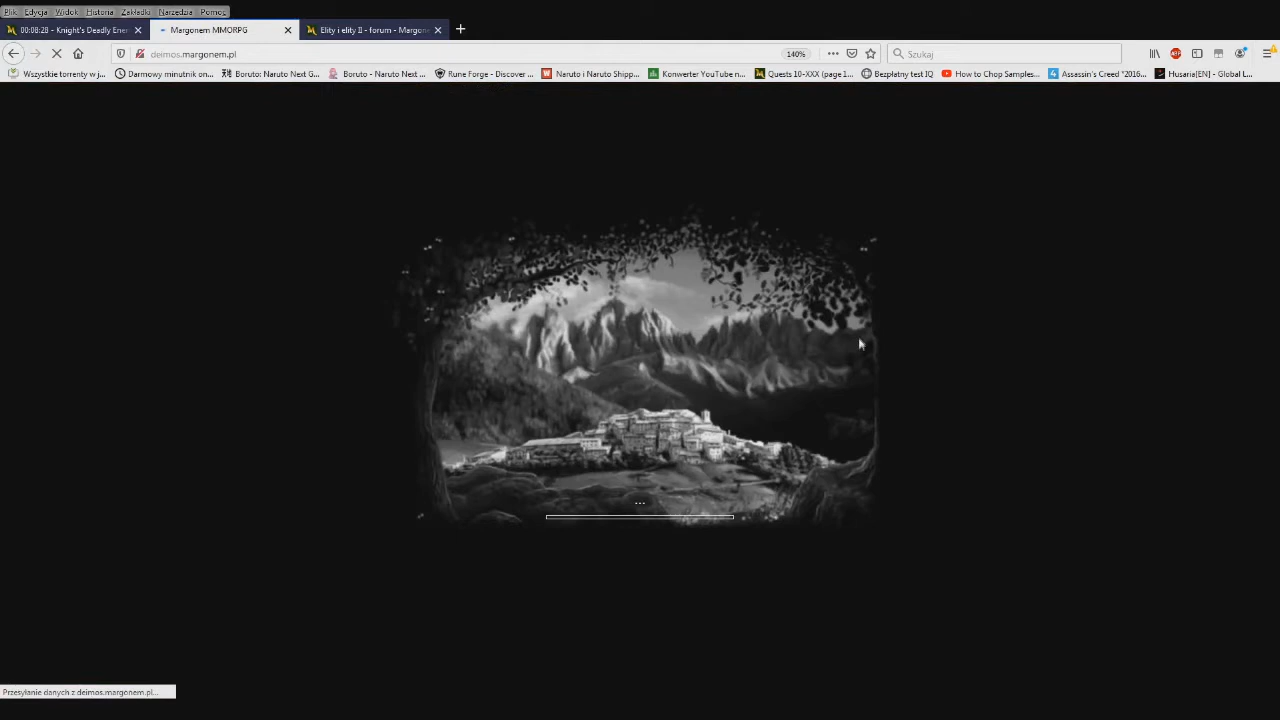 Plik Edycja Widok Historia Zakładki Narzędzia Pomoc
00:08:28 - Knight's Deadly Ene
Margonem MMORPG
Elity i elity II - forum - Margone
deimos.margonem.pl
140%
Szukaj
Wszystkie torrenty w j...
Darmowy minutnik on...
Boruto: Naruto Next G...
Boruto - Naruto Next ...
Rune Forge - Discover ...
Naruto i Naruto Shipp...
Konwerter YouTube n...
Quests 10-XXX (page 1...
Bezpłatny test IQ
How to Chop Samples...
Assassin's Creed *2016...
Husaria[EN] - Global L...
...
Przesyłanie danych z deimos.margonem.pl...